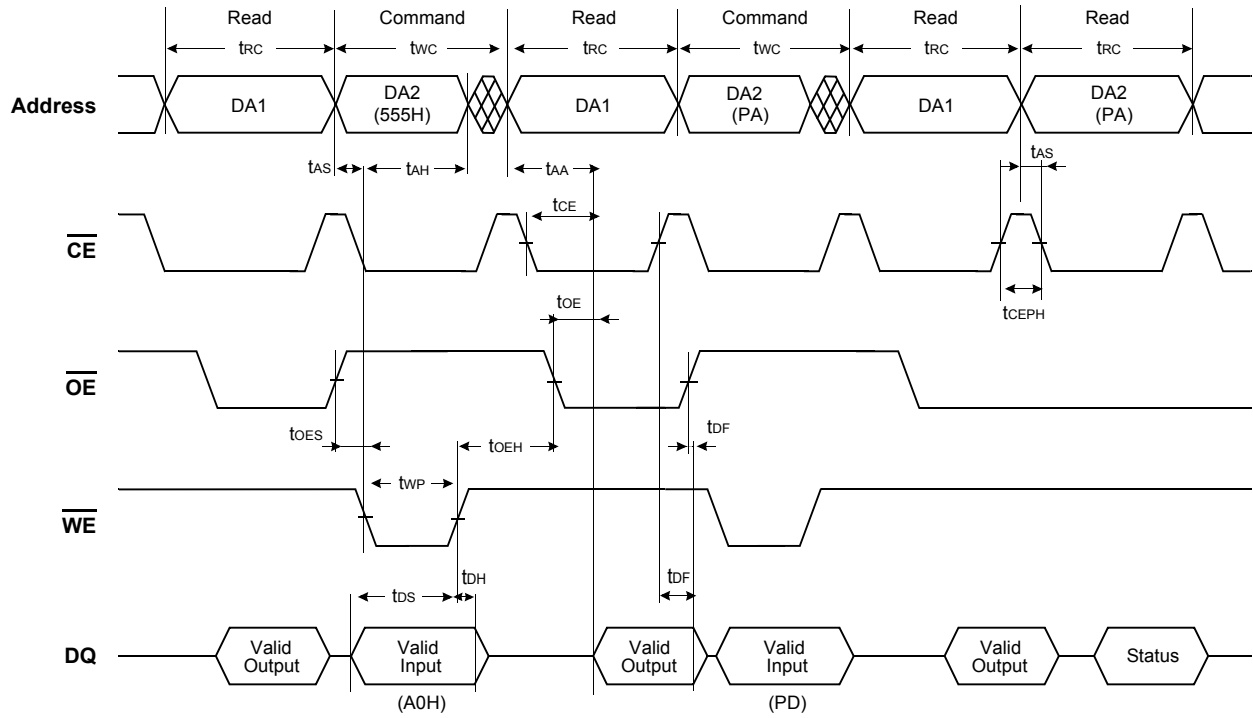 Read Command Read Command Read Read
tRC tWC tRC tWC tRC tRC
Address DA1 DA2 DA1 DA2 DA1 DA2
(555H) (PA) (PA)
tAS tAH tAA tAS
tCE
CE
tOE tCEPH
OE
tOES tOEH tDF
tWP
WE
tDH tDF
tDS
DQ Valid Valid Valid Valid Valid Status
Output Input Output Input Output
(A0H) (PD)